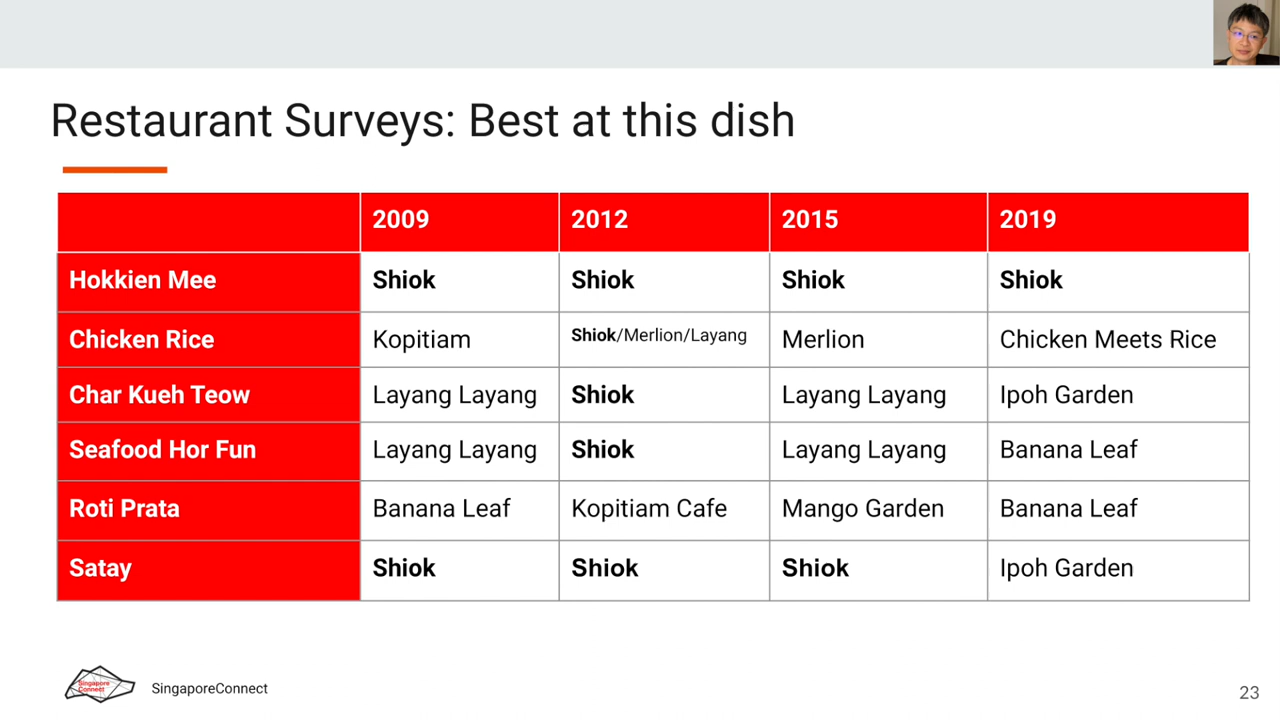 Restaurant Surveys: Best at this dish
2009 2012 2015 2019
Hokkien Mee Shiok Shiok Shiok Shiok
Chicken Rice Kopitiam Shiok/Merlion/Layang Merlion Chicken Meets Rice
Char Kueh Teow Layang Layang Shiok Layang Layang Ipoh Garden
Seafood Hor Fun Layang Layang Shiok Layang Layang Banana Leaf
Roti Prata Banana Leaf Kopitiam Cafe Mango Garden Banana Leaf
Satay Shiok Shiok Shiok Ipoh Garden
Singapore
Connect
SingaporeConnect
23